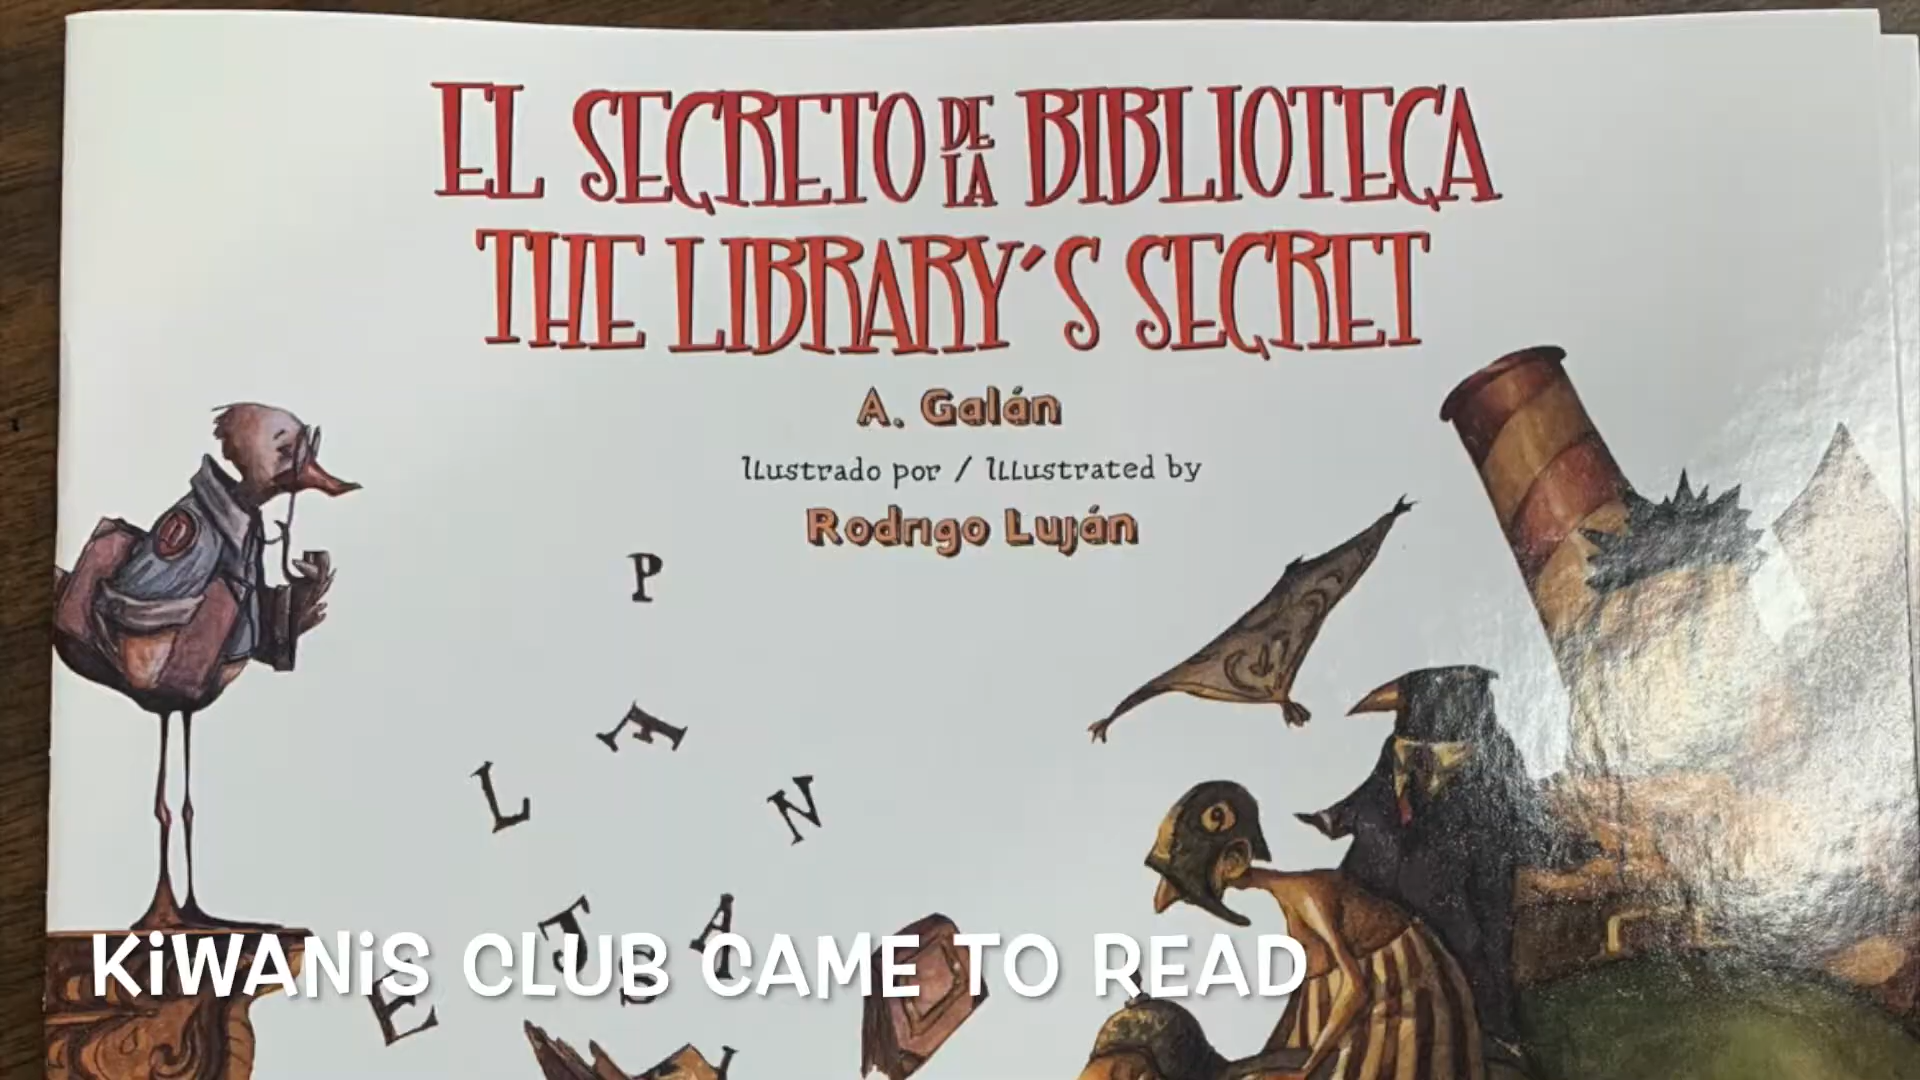 EL SECRETO DE LA BIBLIOTECA
THE LIBRARY'S SECRET
A. Galán
Ilustrado por / Illustrated by
Rodrigo Luján
P
A
L
N
T
A
S
E
KiWANiS CLUB CAME TO READ